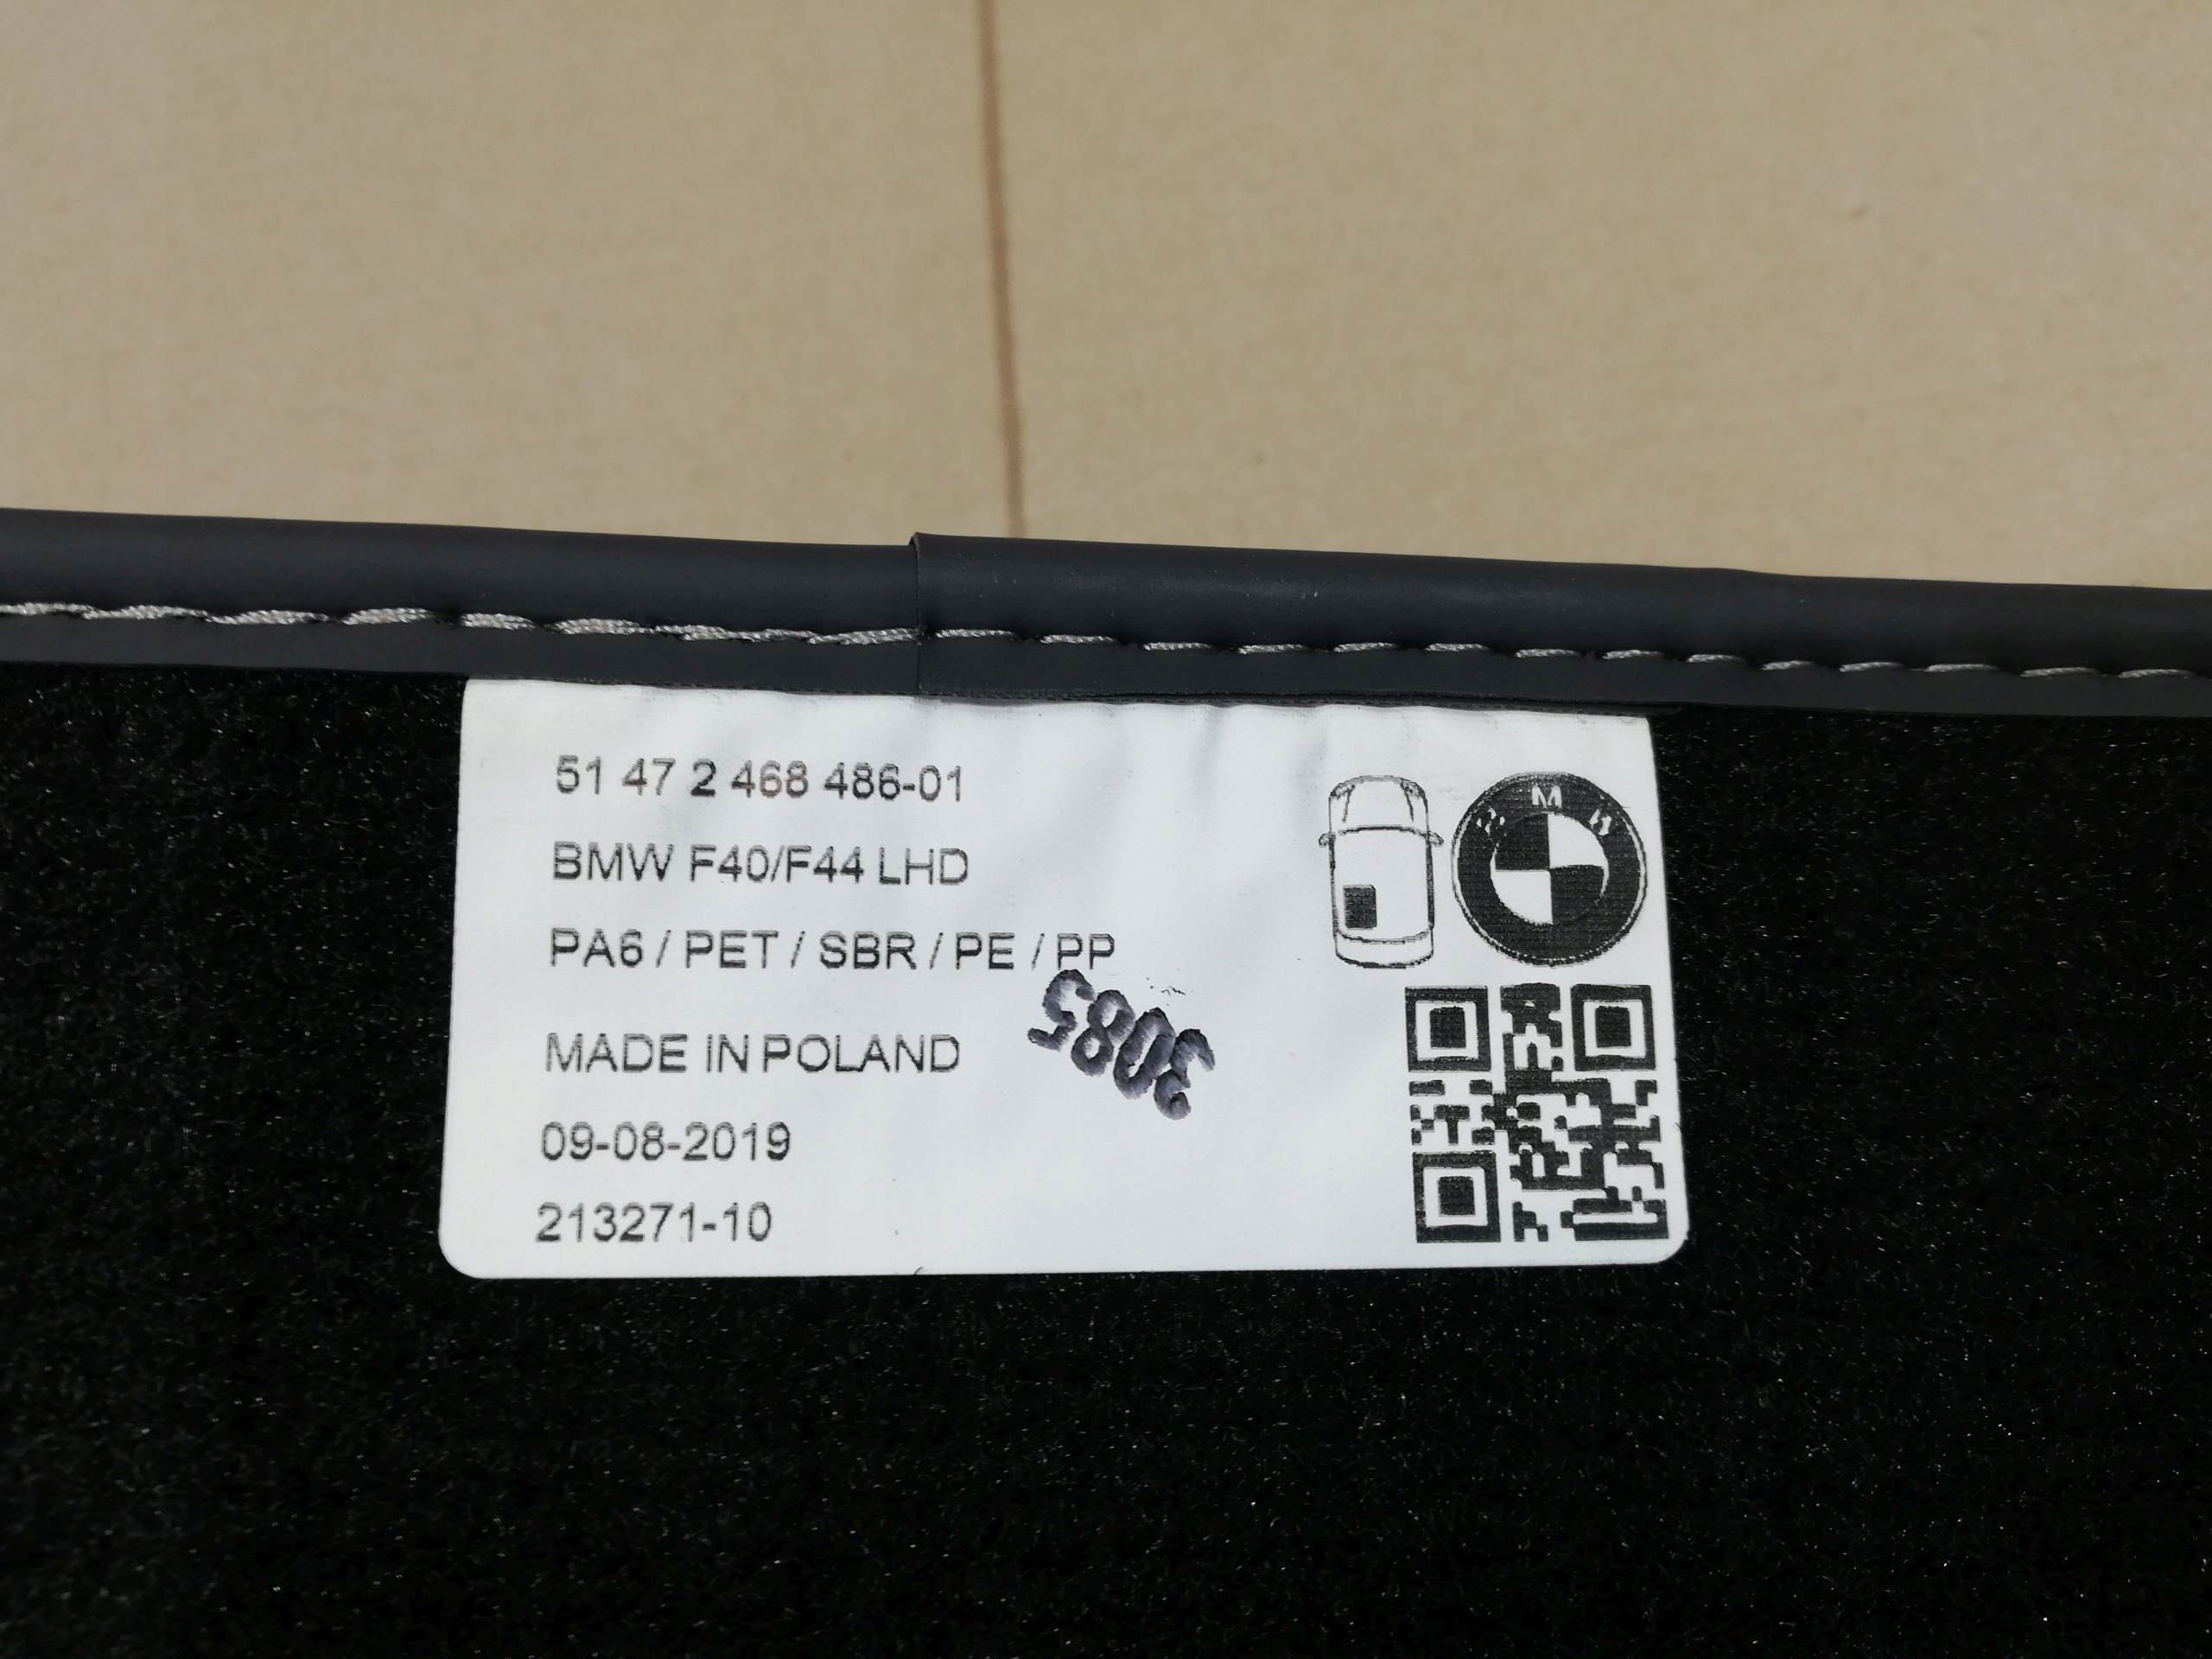 51 47 2 468 486-01
BMW F40/F44 LHD
PA6 / PET / SBR / PE / PP
3085
MADE IN POLAND
09-08-2019
213271-10
BMW